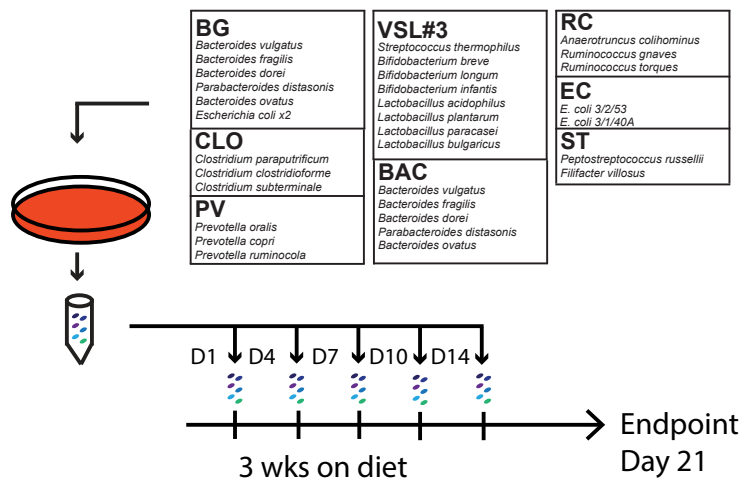 BG
Bacteroides vulgatus
Bacteroides fragilis
Bacteroides dorei
Parabacteroides distasonis
Bacteroides ovatus
Escherichia coli x2
CLO
Clostridium paraputrificum
Clostridium clostridioforme
Clostridium subterminale
PV
Prevotella oralis
Prevotella copri
Prevotella ruminocola
VSL#3
Streptococcus thermophilus
Bifidobacterium breve
Bifidobacterium longum
Bifidobacterium infantis
Lactobacillus acidophilus
Lactobacillus plantarum
Lactobacillus paracasei
Lactobacillus bulgaricus
BAC
Bacteroides vulgatus
Bacteroides fragilis
Bacteroides dorei
Parabacteroides distasonis
Bacteroides ovatus
RC
Anaerotruncus colihominus
Ruminococcus gnaves
Ruminococcus torques
EC
E. coli 3/2/53
E. coli 3/1/40A
ST
Peptostreptococcus russellii
Filifacter villosus
D1 D4 D7 D10 D14
3 wks on diet
Endpoint
Day 21